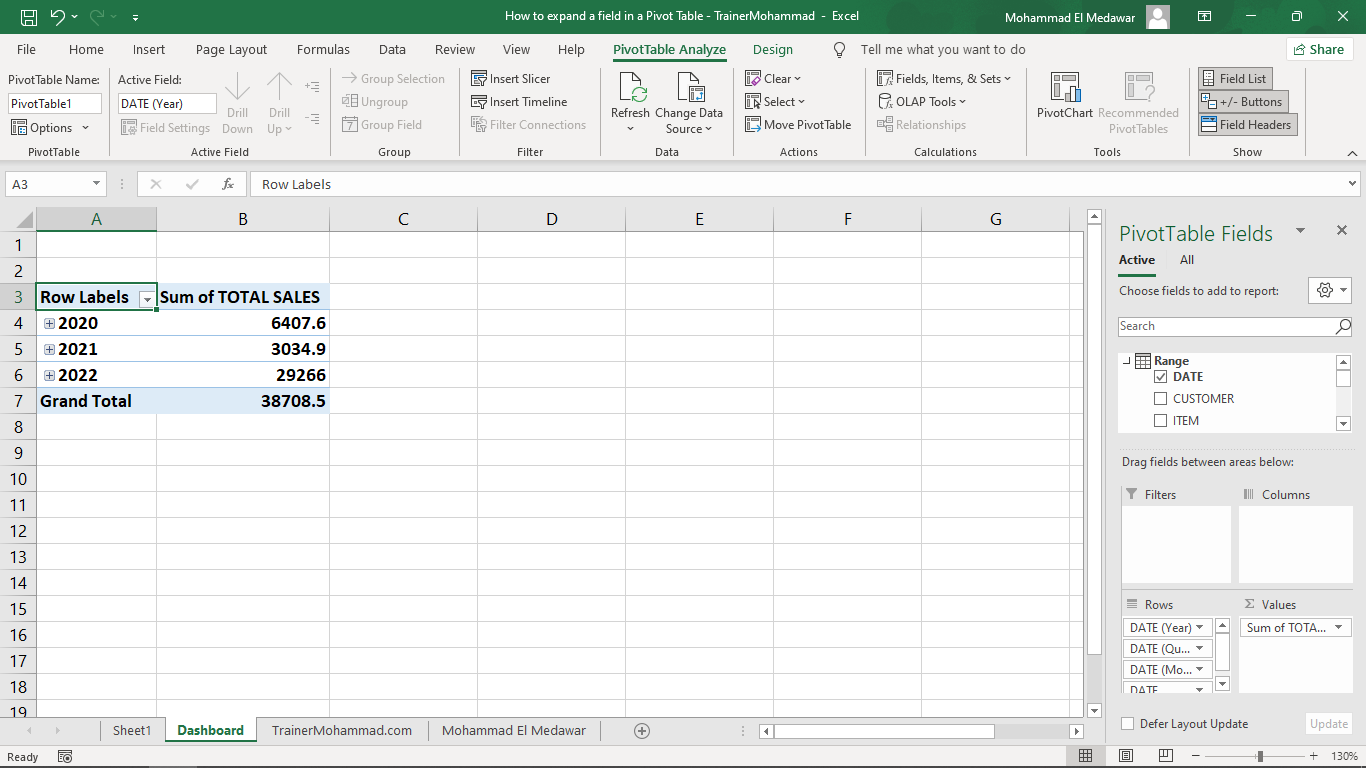 How to expand a field in a Pivot Table - TrainerMohammad - Excel
Mohammad El Medawar
File Home Insert Page Layout Formulas Data Review View Help PivotTable Analyze Design Tell me what you want to do Share
PivotTable Name:
PivotTable1
Options
PivotTable
Active Field:
DATE (Year)
Field Settings
Drill Down
Drill Up
Active Field
Group Selection
Ungroup
Group Field
Group
Insert Slicer
Insert Timeline
Filter Connections
Filter
Refresh
Change Data Source
Data
Clear
Select
Move PivotTable
Actions
Fields, Items, & Sets
OLAP Tools
Relationships
Calculations
PivotChart
Recommended PivotTables
Tools
Field List
+/- Buttons
Field Headers
Show
A3
fx
Row Labels
A B C D E F G
1
2
3 Row Labels Sum of TOTAL SALES
4 2020 6407.6
5 2021 3034.9
6 2022 29266
7 Grand Total 38708.5
8
9
10
11
12
13
14
15
16
17
18
19
PivotTable Fields
Active All
Choose fields to add to report:
Search
Range
DATE
CUSTOMER
ITEM
Drag fields between areas below:
Filters
Columns
Rows
DATE (Year)
DATE (Qu...
DATE (Mo...
DATE
Σ Values
Sum of TOTA...
Defer Layout Update
Update
Sheet1 Dashboard TrainerMohammad.com Mohammad El Medawar
Ready
130%